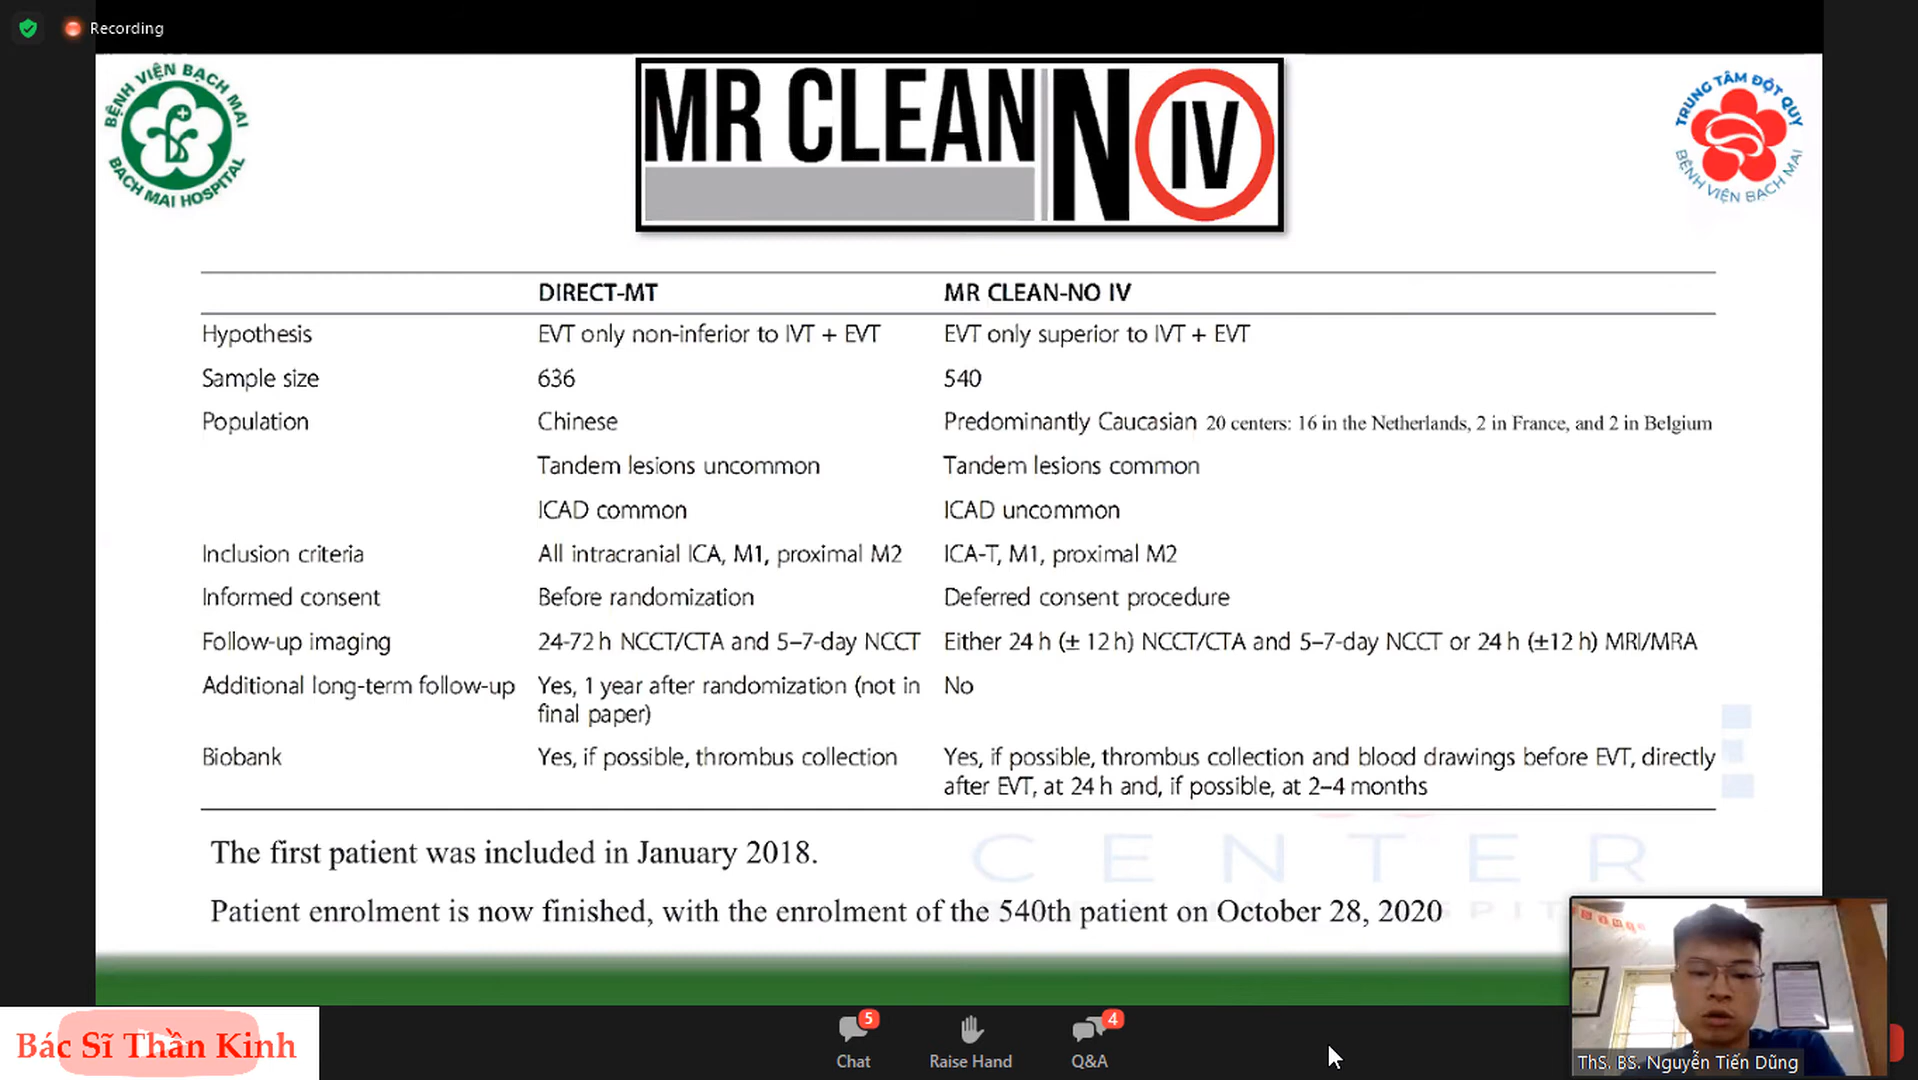 Recording
BỆNH VIỆN BẠCH MAI
BACH MAI HOSPITAL
MR CLEAN NO IV
TRUNG TÂM ĐỘT QUỴ
BỆNH VIỆN BẠCH MAI
DIRECT-MT MR CLEAN-NO IV
Hypothesis EVT only non-inferior to IVT + EVT EVT only superior to IVT + EVT
Sample size 636 540
Population Chinese Predominantly Caucasian 20 centers: 16 in the Netherlands, 2 in France, and 2 in Belgium
Tandem lesions uncommon Tandem lesions common
ICAD common ICAD uncommon
Inclusion criteria All intracranial ICA, M1, proximal M2 ICA-T, M1, proximal M2
Informed consent Before randomization Deferred consent procedure
Follow-up imaging 24-72 h NCCT/CTA and 5–7-day NCCT Either 24 h (± 12 h) NCCT/CTA and 5–7-day NCCT or 24 h (±12 h) MRI/MRA
Additional long-term follow-up Yes, 1 year after randomization (not in No
final paper)
Biobank Yes, if possible, thrombus collection Yes, if possible, thrombus collection and blood drawings before EVT, directly
after EVT, at 24 h and, if possible, at 2–4 months
The first patient was included in January 2018.
CENTER
Patient enrolment is now finished, with the enrolment of the 540th patient on October 28, 2020
Bác Sĩ Thần Kinh
5
4
Chat Raise Hand Q&A
ThS. BS. Nguyễn Tiến Dũng